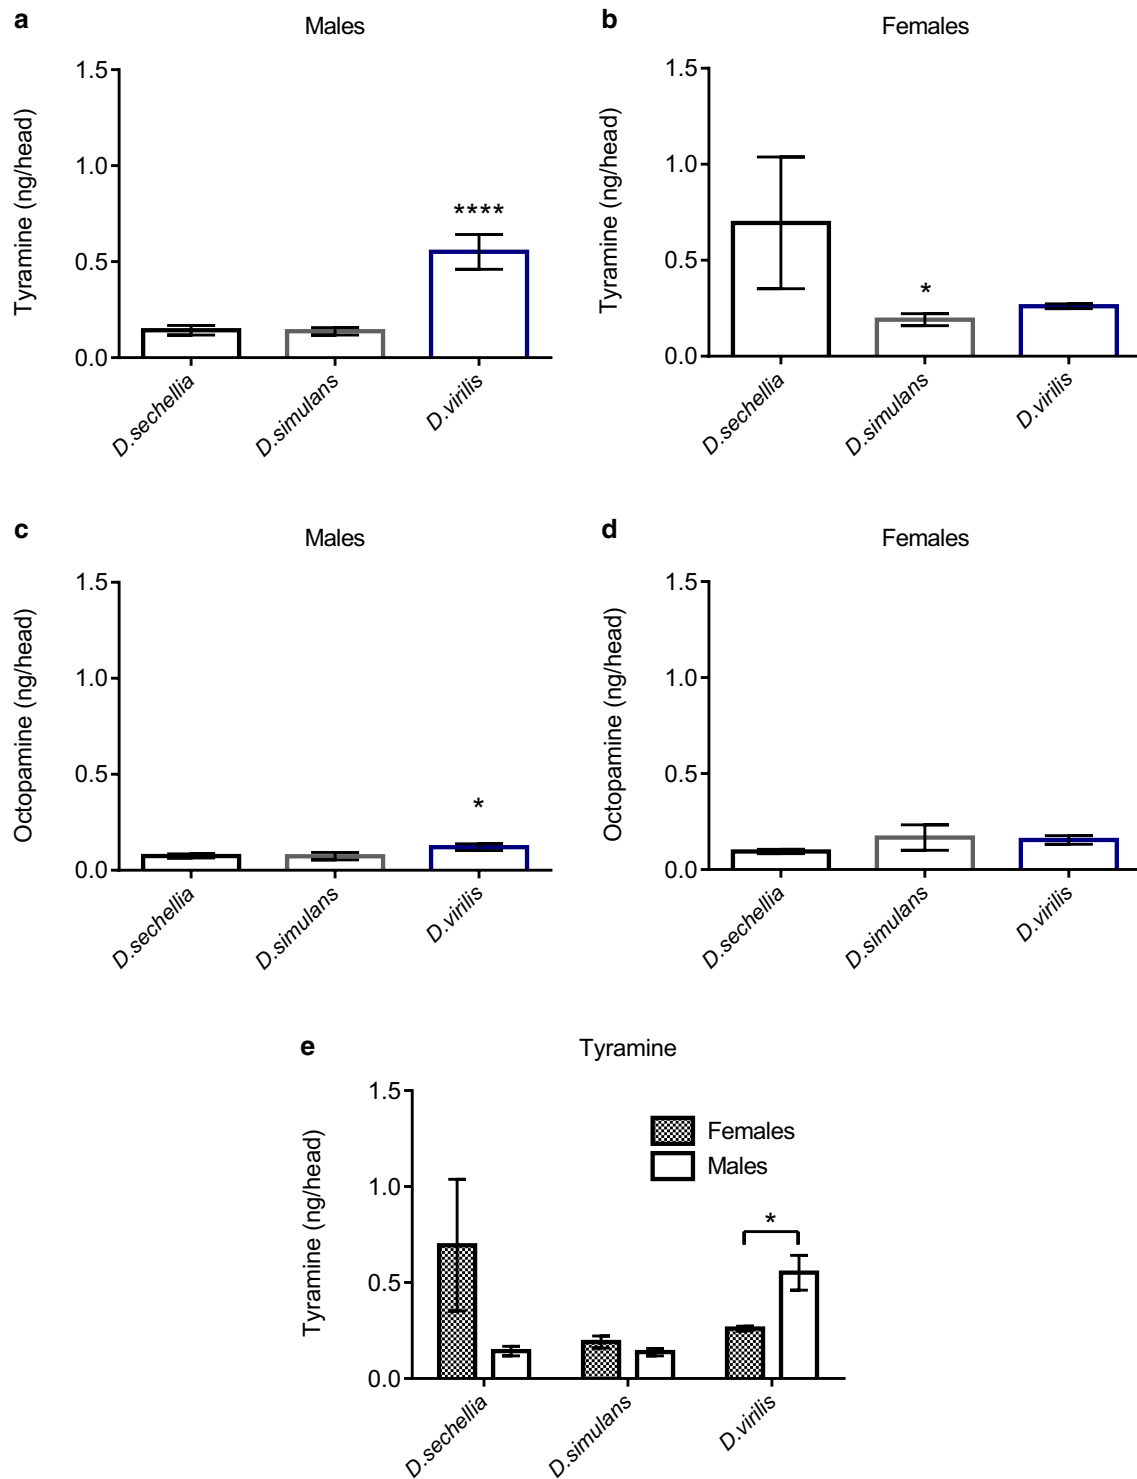 a
Males
Tyramine (ng/head)
1.5
1.0
0.5
0.0
****
D.sechellia
D.simulans
D.virilis
b
Females
Tyramine (ng/head)
1.5
1.0
0.5
0.0
*
D.sechellia
D.simulans
D.virilis
c
Males
Octopamine (ng/head)
1.5
1.0
0.5
0.0
*
D.sechellia
D.simulans
D.virilis
d
Females
Octopamine (ng/head)
1.5
1.0
0.5
0.0
D.sechellia
D.simulans
D.virilis
e
Tyramine
Tyramine (ng/head)
1.5
1.0
0.5
0.0
Females
Males
*
D.sechellia
D.simulans
D.virilis